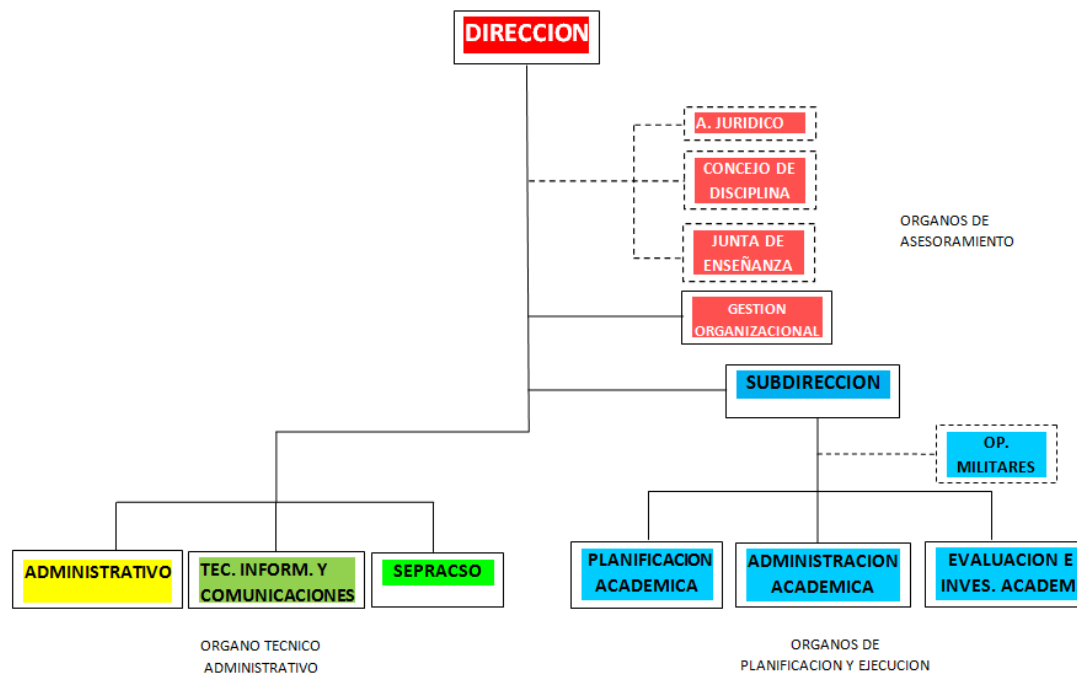 DIRECCION
A. JURIDICO
CONCEJO DE
DISCIPLINA
JUNTA DE
ENSEÑANZA
ORGANOS DE
ASESORAMIENTO
GESTION
ORGANIZACIONAL
SUBDIRECCION
OP.
MILITARES
ADMINISTRATIVO
TEC. INFORM. Y
COMUNICACIONES
SEPRACSO
PLANIFICACION
ACADEMICA
ADMINISTRACION
ACADEMICA
EVALUACION E
INVES. ACADEM
ORGANO TECNICO
ADMINISTRATIVO
ORGANOS DE
PLANIFICACION Y EJECUCION